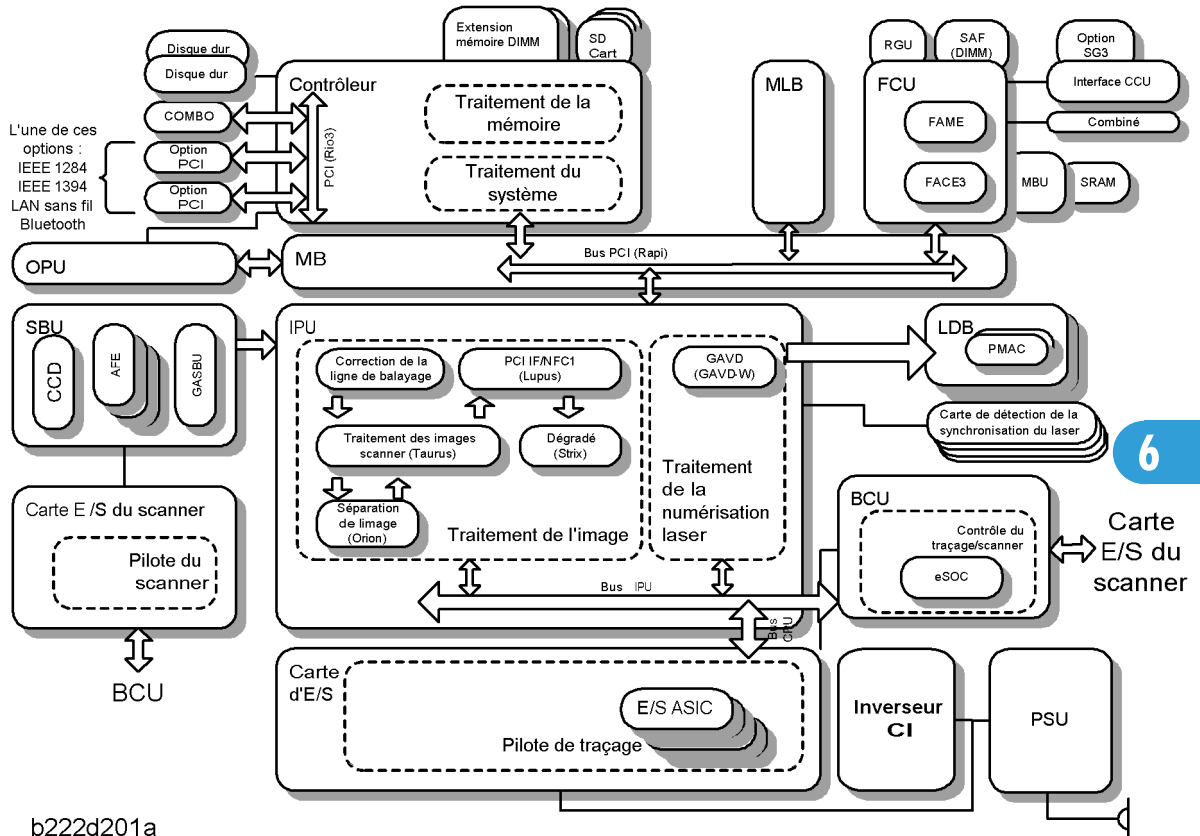 Extension
mémoire DIMM
SD
Cart
RGU
SAF
(DIMM)
Option
SG3
Disque dur
Disque dur
Contrôleur
MLB
FCU
Interface CCU
COMBO
Traitement de la
mémoire
FAME
Combiné
L'une de ces
options :
IEEE 1284
IEEE 1394
LAN sans fil
Bluetooth
Option
PCI
Option
PCI
PCI (Rio3)
Traitement du
système
FACE3
MBU
SRAM
OPU
MB
Bus PCI (Rapi)
SBU
CCD
AFE
GASBU
IPU
Correction de la
ligne de balayage
PCI IF/NFC1
(Lupus)
GAVD
(GAVD-W)
LDB
PMAC
Traitement des images
scanner (Taurus)
Dégradé
(Strix)
Carte de détection de la
synchronisation du laser
6
Séparation
de limage
(Orion)
Traitement de l'image
Traitement
de la
numérisation
laser
Carte E /S du scanner
Pilote du
scanner
BCU
Contrôle du
traçage/scanner
eSOC
Carte
E/S du
scanner
Bus IPU
Bus
CPU
BCU
Carte
d'E/S
E/S ASIC
Pilote de traçage
Inverseur
CI
PSU
b222d201a